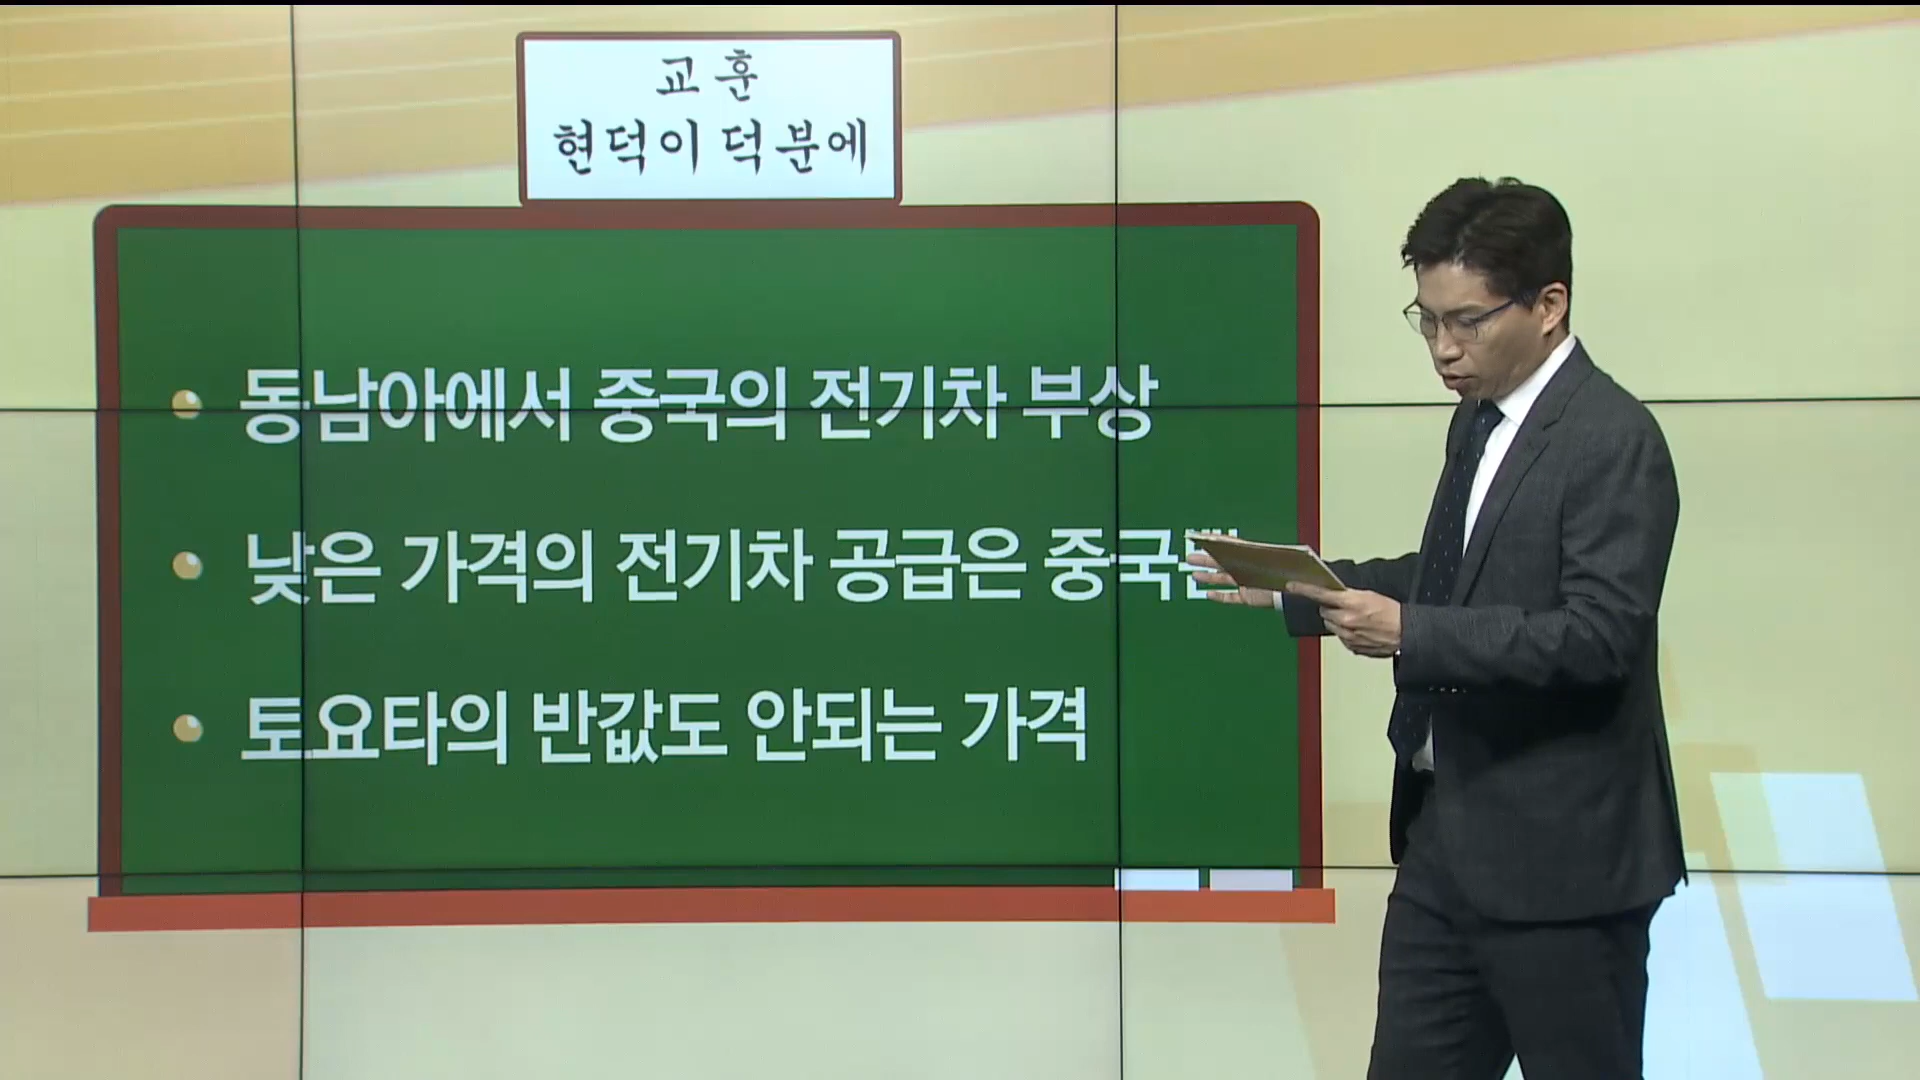 교훈
현덕이 덕분에
동남아에서 중국의 전기차 부상
낮은 가격의 전기차 공급은
토요타의 반값도 안되는 가격